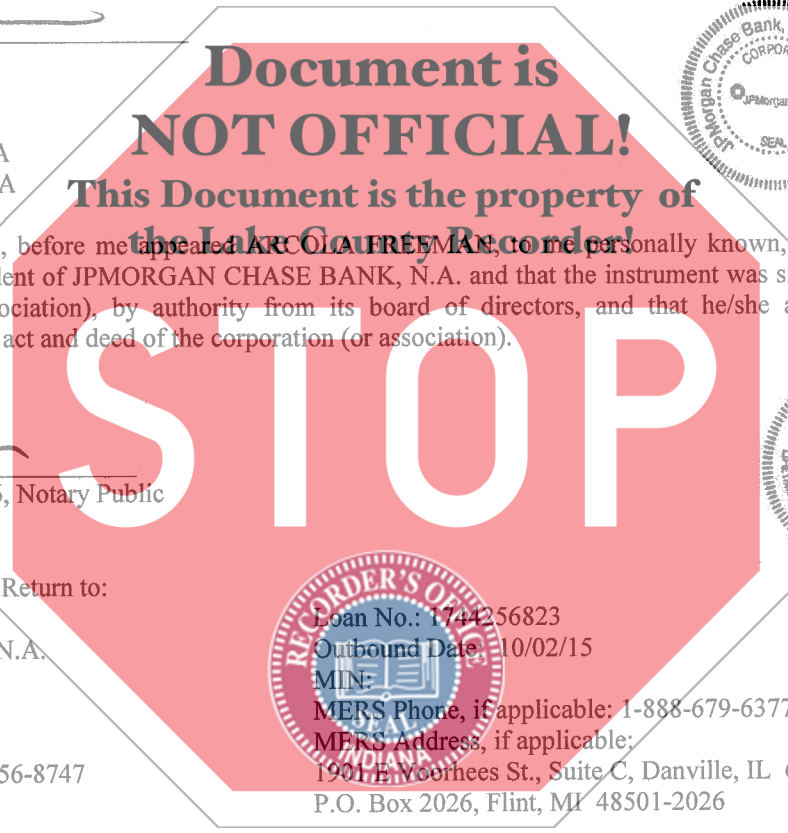 Document is
NOT OFFICIAL!
This Document is the property of
the Lake County Recorder!
JPMorgan Chase Bank,
JPMorgan
SEAL
A
A
, before me appeared ARCOLA FREEMAN, to me personally known,
dent of JPMORGAN CHASE BANK, N.A. and that the instrument was s
ociation), by authority from its board of directors, and that he/she a
act and deed of the corporation (or association).
STOP
, Notary Public
Return to:
RECORDER'S OFFICE
SEAL
INDIANA
Loan No.: 1744256823
N.A.
Outbound Date: 10/02/15
MIN:
MERS Phone, if applicable: 1-888-679-6377
MERS Address, if applicable:
56-8747
1901 E Voorhees St., Suite C, Danville, IL
P.O. Box 2026, Flint, MI 48501-2026